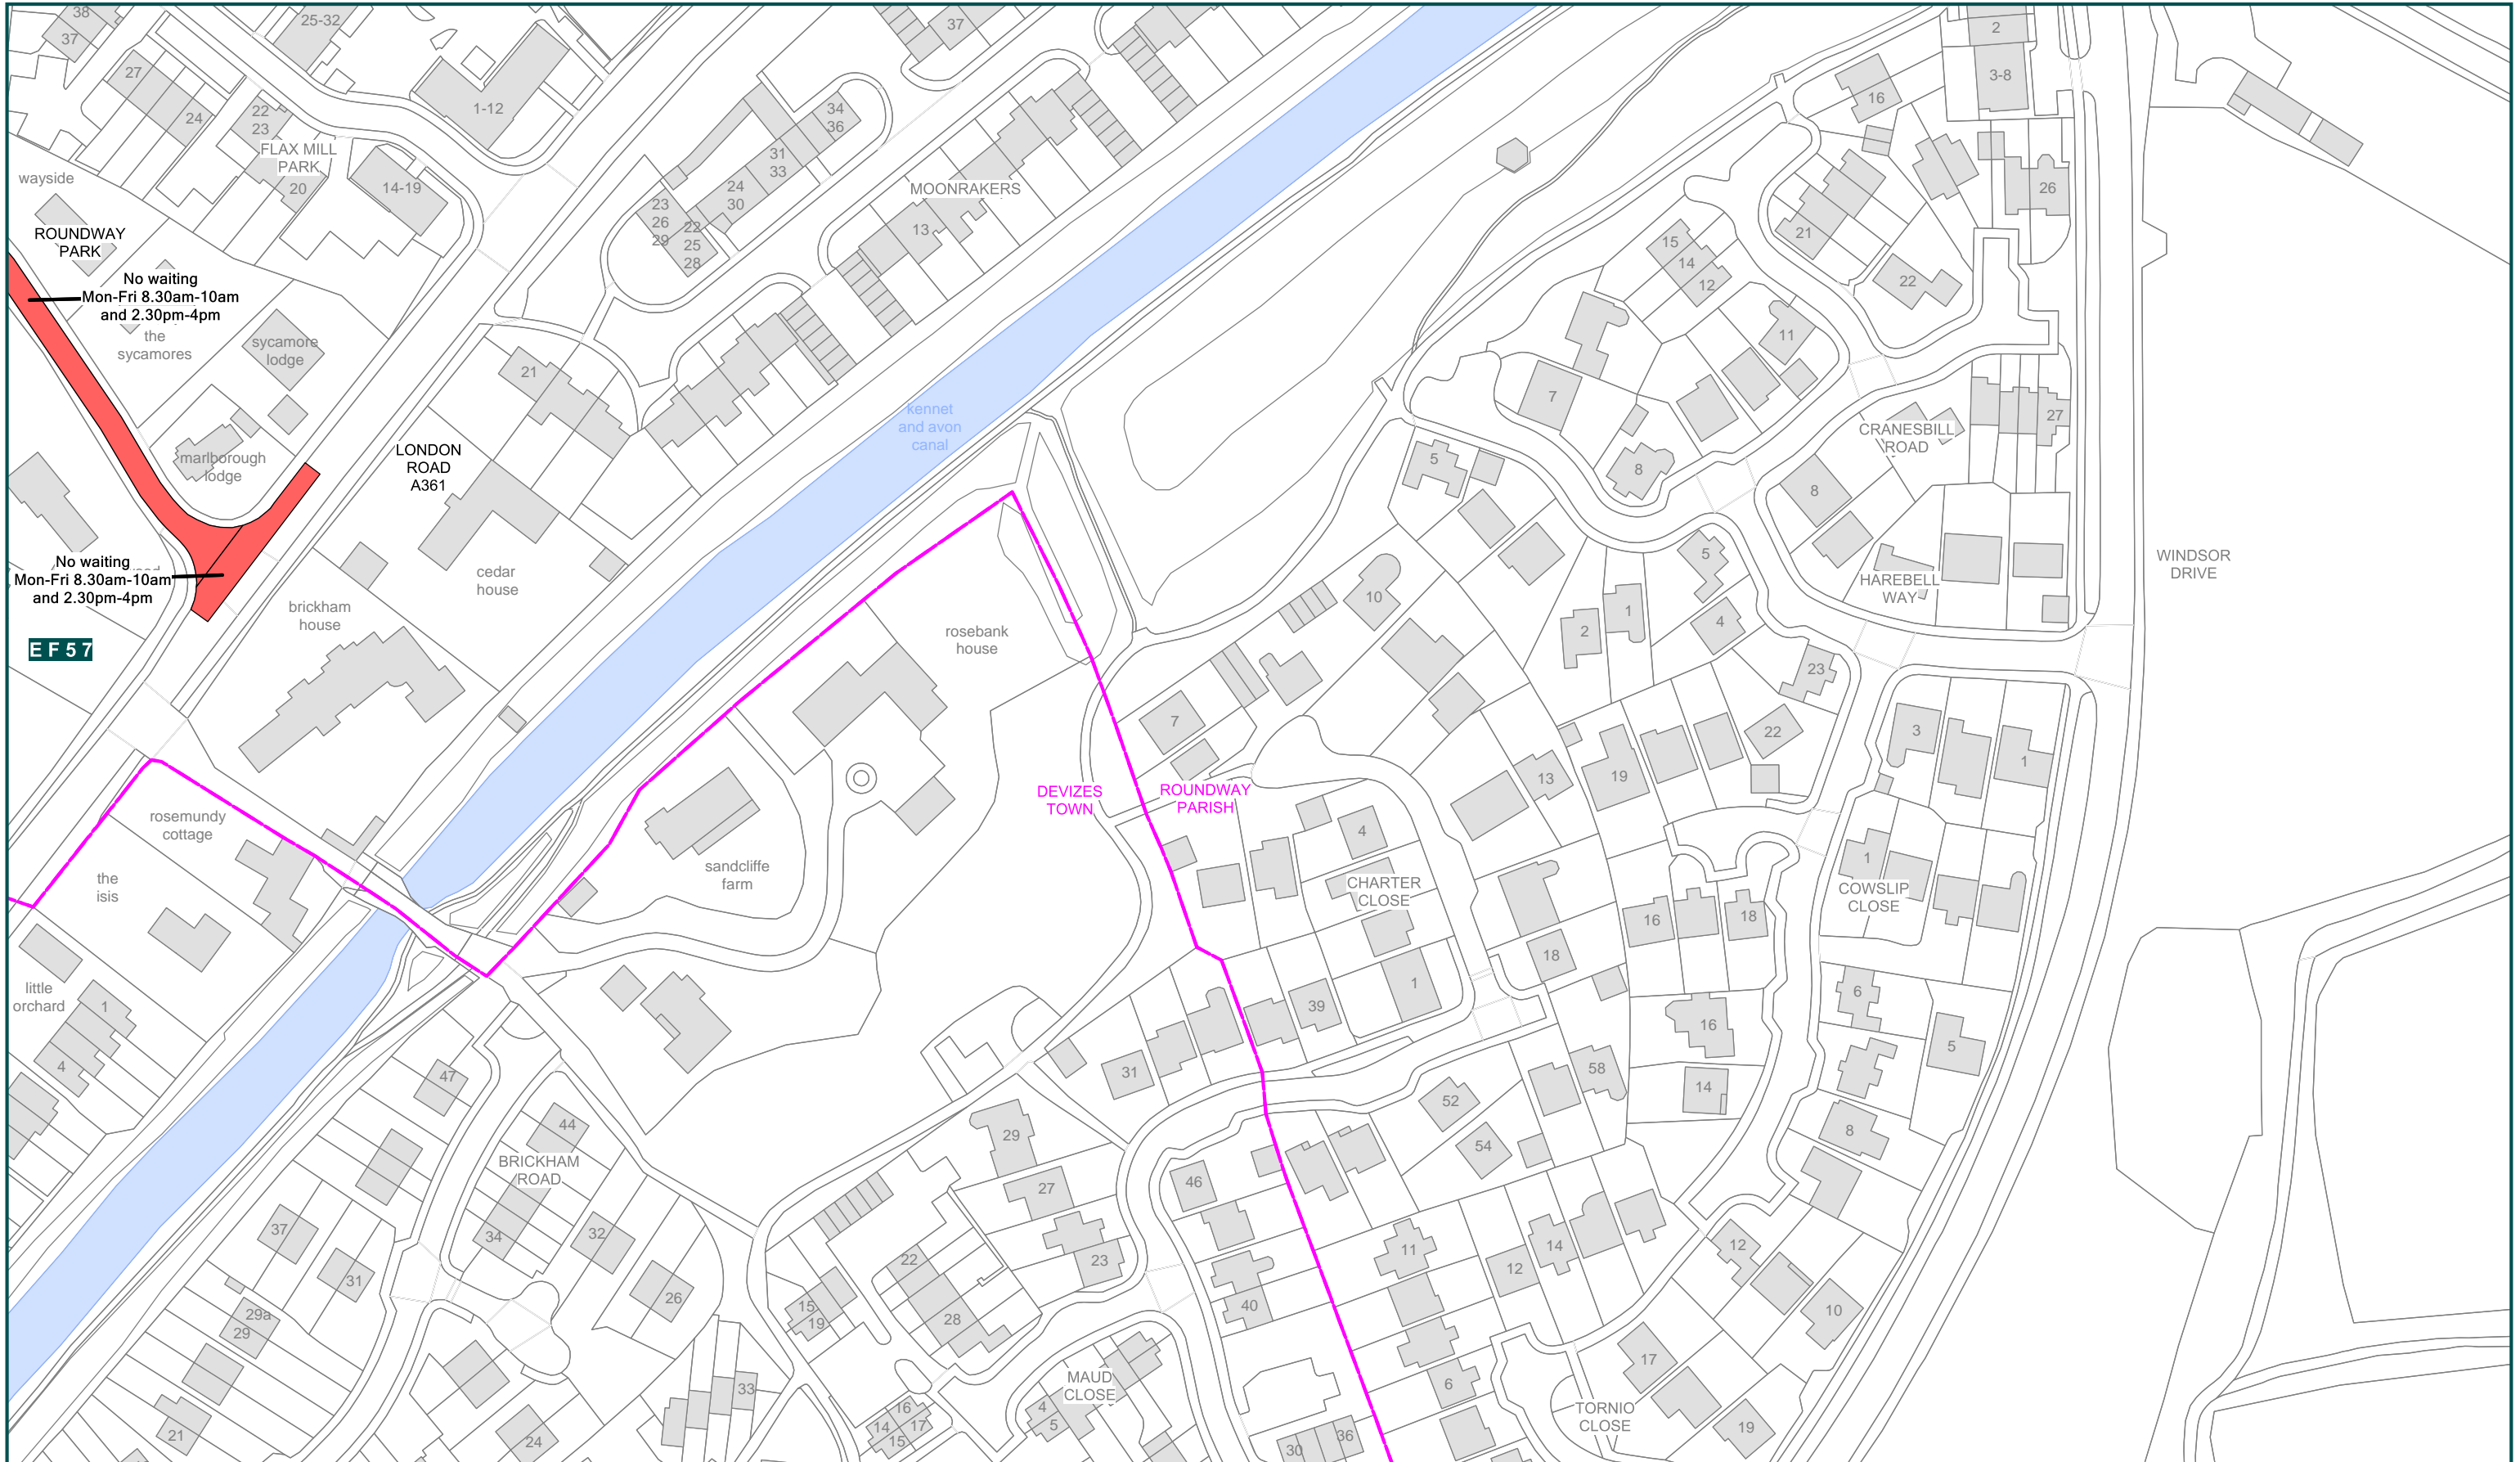 38
37
25-32
37
2
3-8
27
24
22
23
FLAX MILL
PARK
20
14-19
1-12
34
36
31
33
24
30
23
26
29
22
25
28
MOONRAKERS
13
16
26
21
22
15
14
12
11
7
wayside
ROUNDWAY
PARK
No waiting
Mon-Fri 8.30am-10am
and 2.30pm-4pm
the
sycamores
sycamore
lodge
21
marlborough
lodge
LONDON
ROAD
A361
kennet
and avon
canal
CRANESBILL
ROAD
27
8
5
8
No waiting
Mon-Fri 8.30am-10am
and 2.30pm-4pm
E F 5 7
cedar
house
brickham
house
rosebank
house
10
5
2
1
4
HAREBELL
WAY
WINDSOR
DRIVE
23
22
7
3
1
13
19
DEVIZES
TOWN
ROUNDWAY
PARISH
rosemundy
cottage
the
isis
sandcliffe
farm
4
CHARTER
CLOSE
1
COWSLIP
CLOSE
16
18
18
1
39
little
orchard
1
4
6
5
16
14
58
31
52
54
47
44
BRICKHAM
ROAD
34
32
37
31
26
29a
29
29
27
23
46
40
8
22
28
15
19
11
12
14
12
10
21
24
33
16
14
17
15
MAUD
CLOSE
4
5
30
36
6
17
TORNIO
CLOSE
19